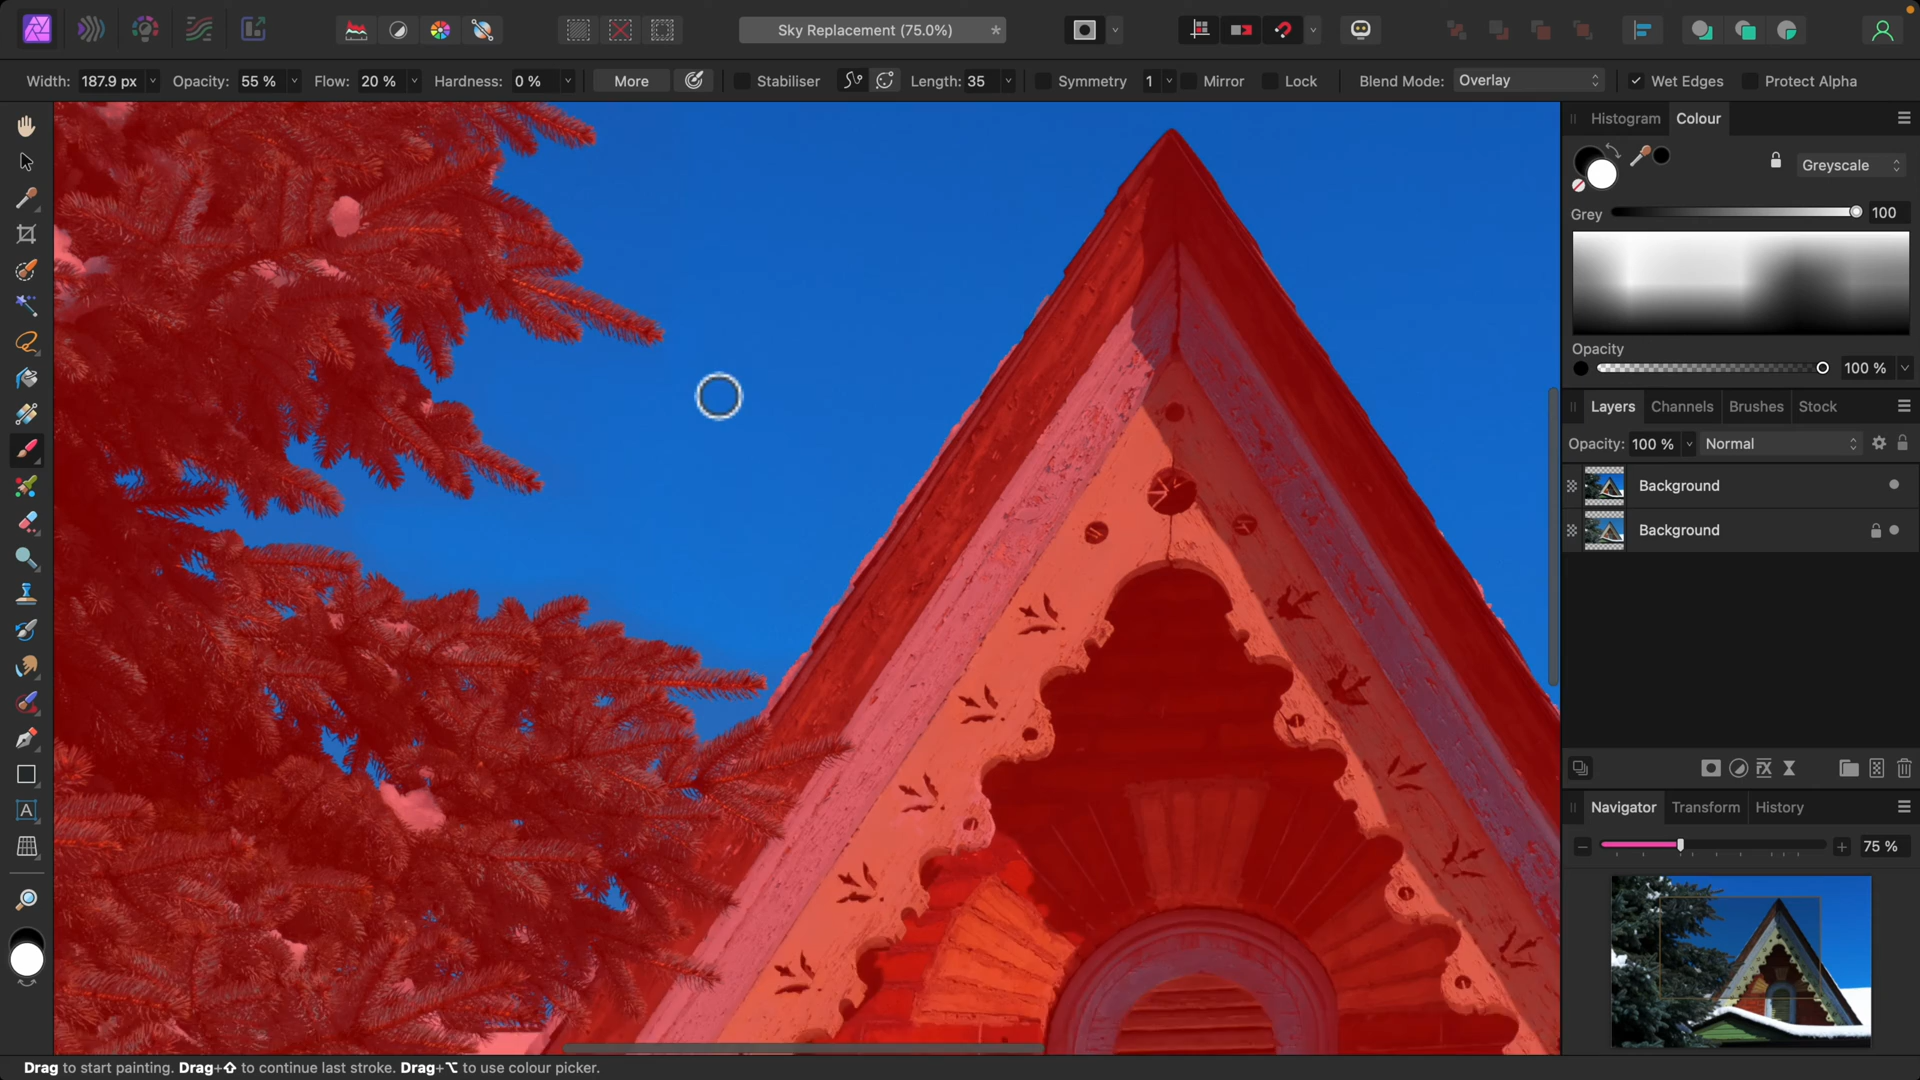 Sky Replacement (75.0%) *
Width: 187.9 px Opacity: 55 % Flow: 20 % Hardness: 0 % More Stabiliser Length: 35 Symmetry 1 Mirror Lock Blend Mode: Overlay Wet Edges Protect Alpha
Histogram Colour
Greyscale
Grey 100
Opacity
100 %
Layers Channels Brushes Stock
Opacity: 100 % Normal
Background
Background
Navigator Transform History
75 %
Drag to start painting. Drag+⇧ to continue last stroke. Drag+⌥ to use colour picker.